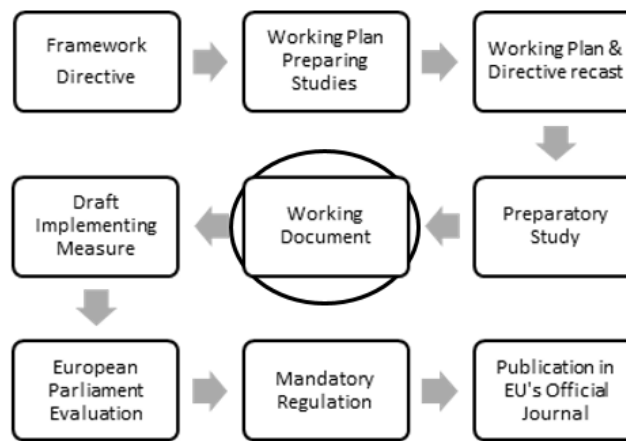 Framework
Directive
Working Plan
Preparing
Studies
Working Plan &
Directive recast
Draft
Implementing
Measure
Working
Document
Preparatory
Study
European
Parliament
Evaluation
Mandatory
Regulation
Publication in
EU's Official
Journal